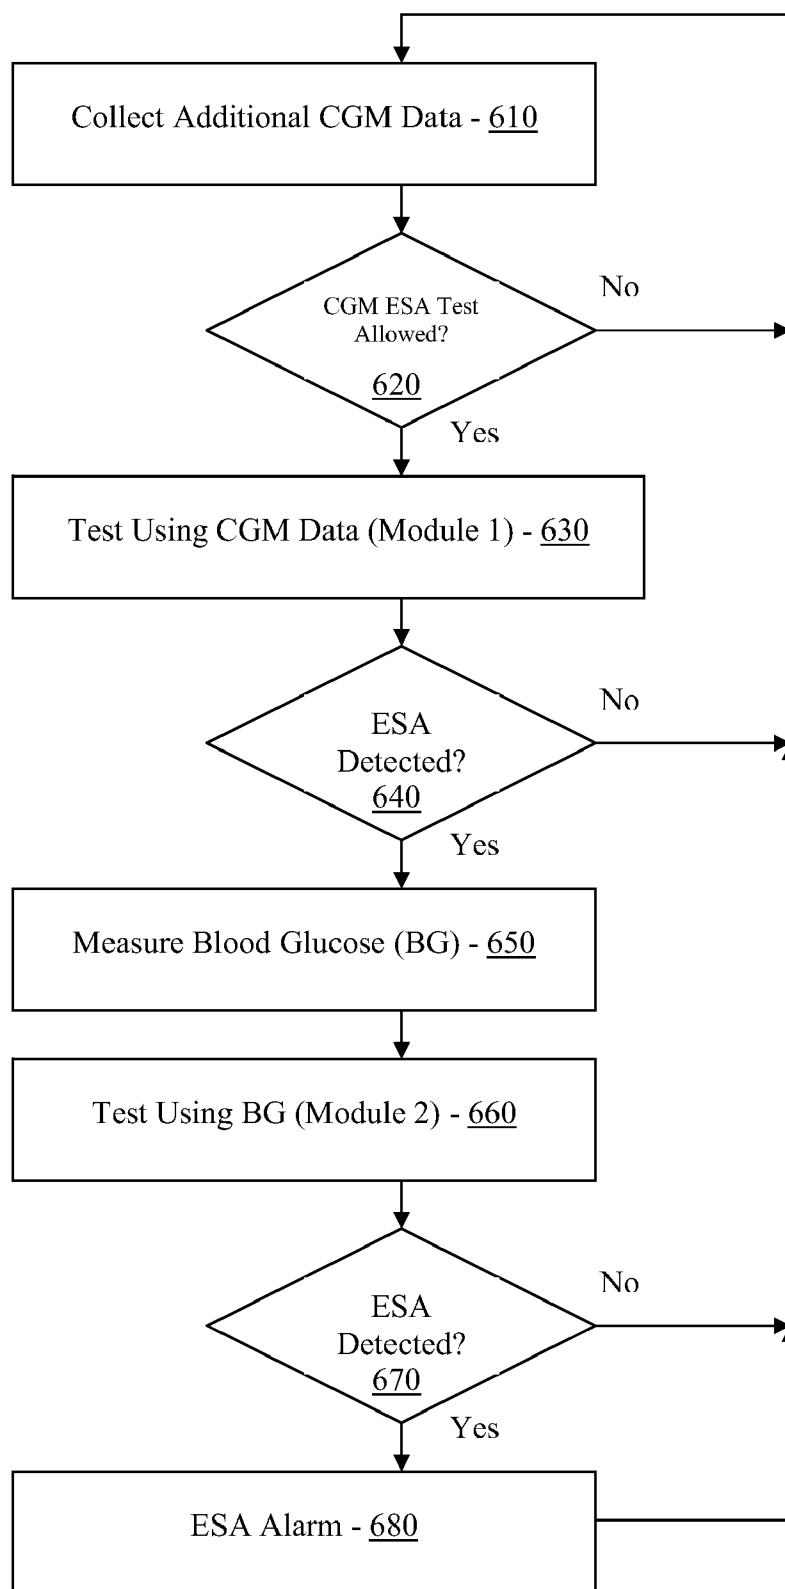 Collect Additional CGM Data - 610
CGM ESA Test
Allowed?
620
No
Yes
Test Using CGM Data (Module 1) - 630
ESA
Detected?
640
No
Yes
Measure Blood Glucose (BG) - 650
Test Using BG (Module 2) - 660
ESA
Detected?
670
No
Yes
ESA Alarm - 680